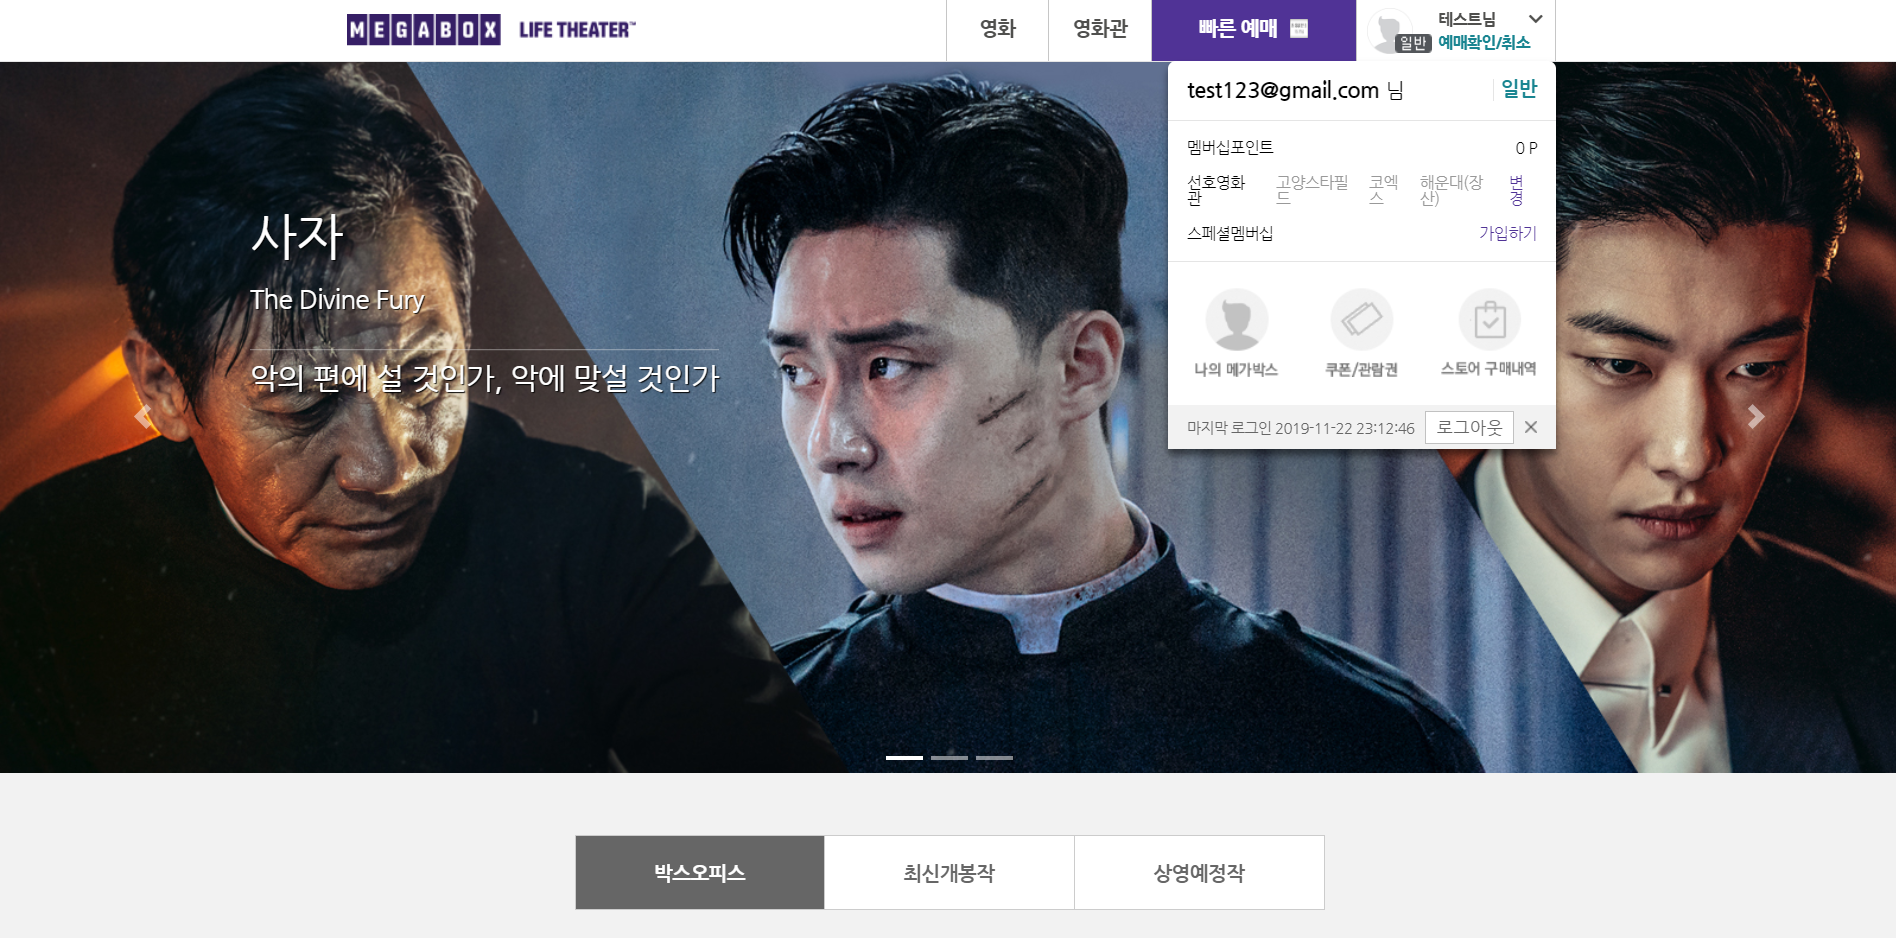 MEGABOX LIFE THEATER™
영화
영화관
빠른 예매
일반
테스트님
예매확인/취소
test123@gmail.com 님
일반
멤버십포인트
0 P
선호영화
관
고양스타필
드
코엑
스
해운대(장
산)
변
경
스페셜멤버십
가입하기
나의 메가박스
쿠폰/관람권
스토어 구매내역
마지막 로그인 2019-11-22 23:12:46
로그아웃
사자
The Divine Fury
악의 편에 설 것인가, 악에 맞설 것인가
박스오피스
최신개봉작
상영예정작